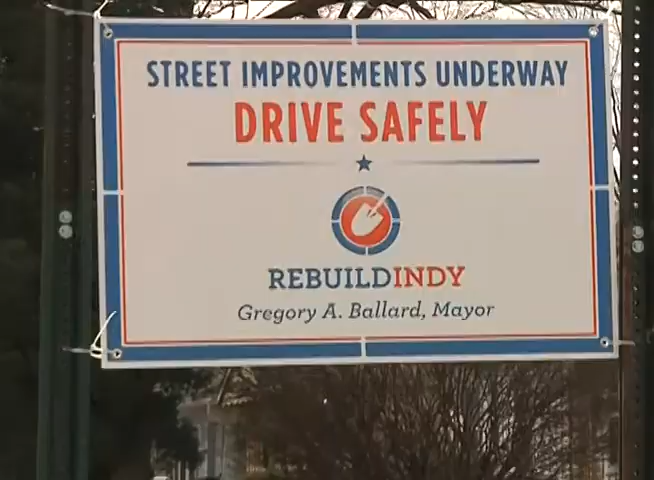 STREET IMPROVEMENTS UNDERWAY
DRIVE SAFELY
REBUILDINDY
Gregory A. Ballard, Mayor